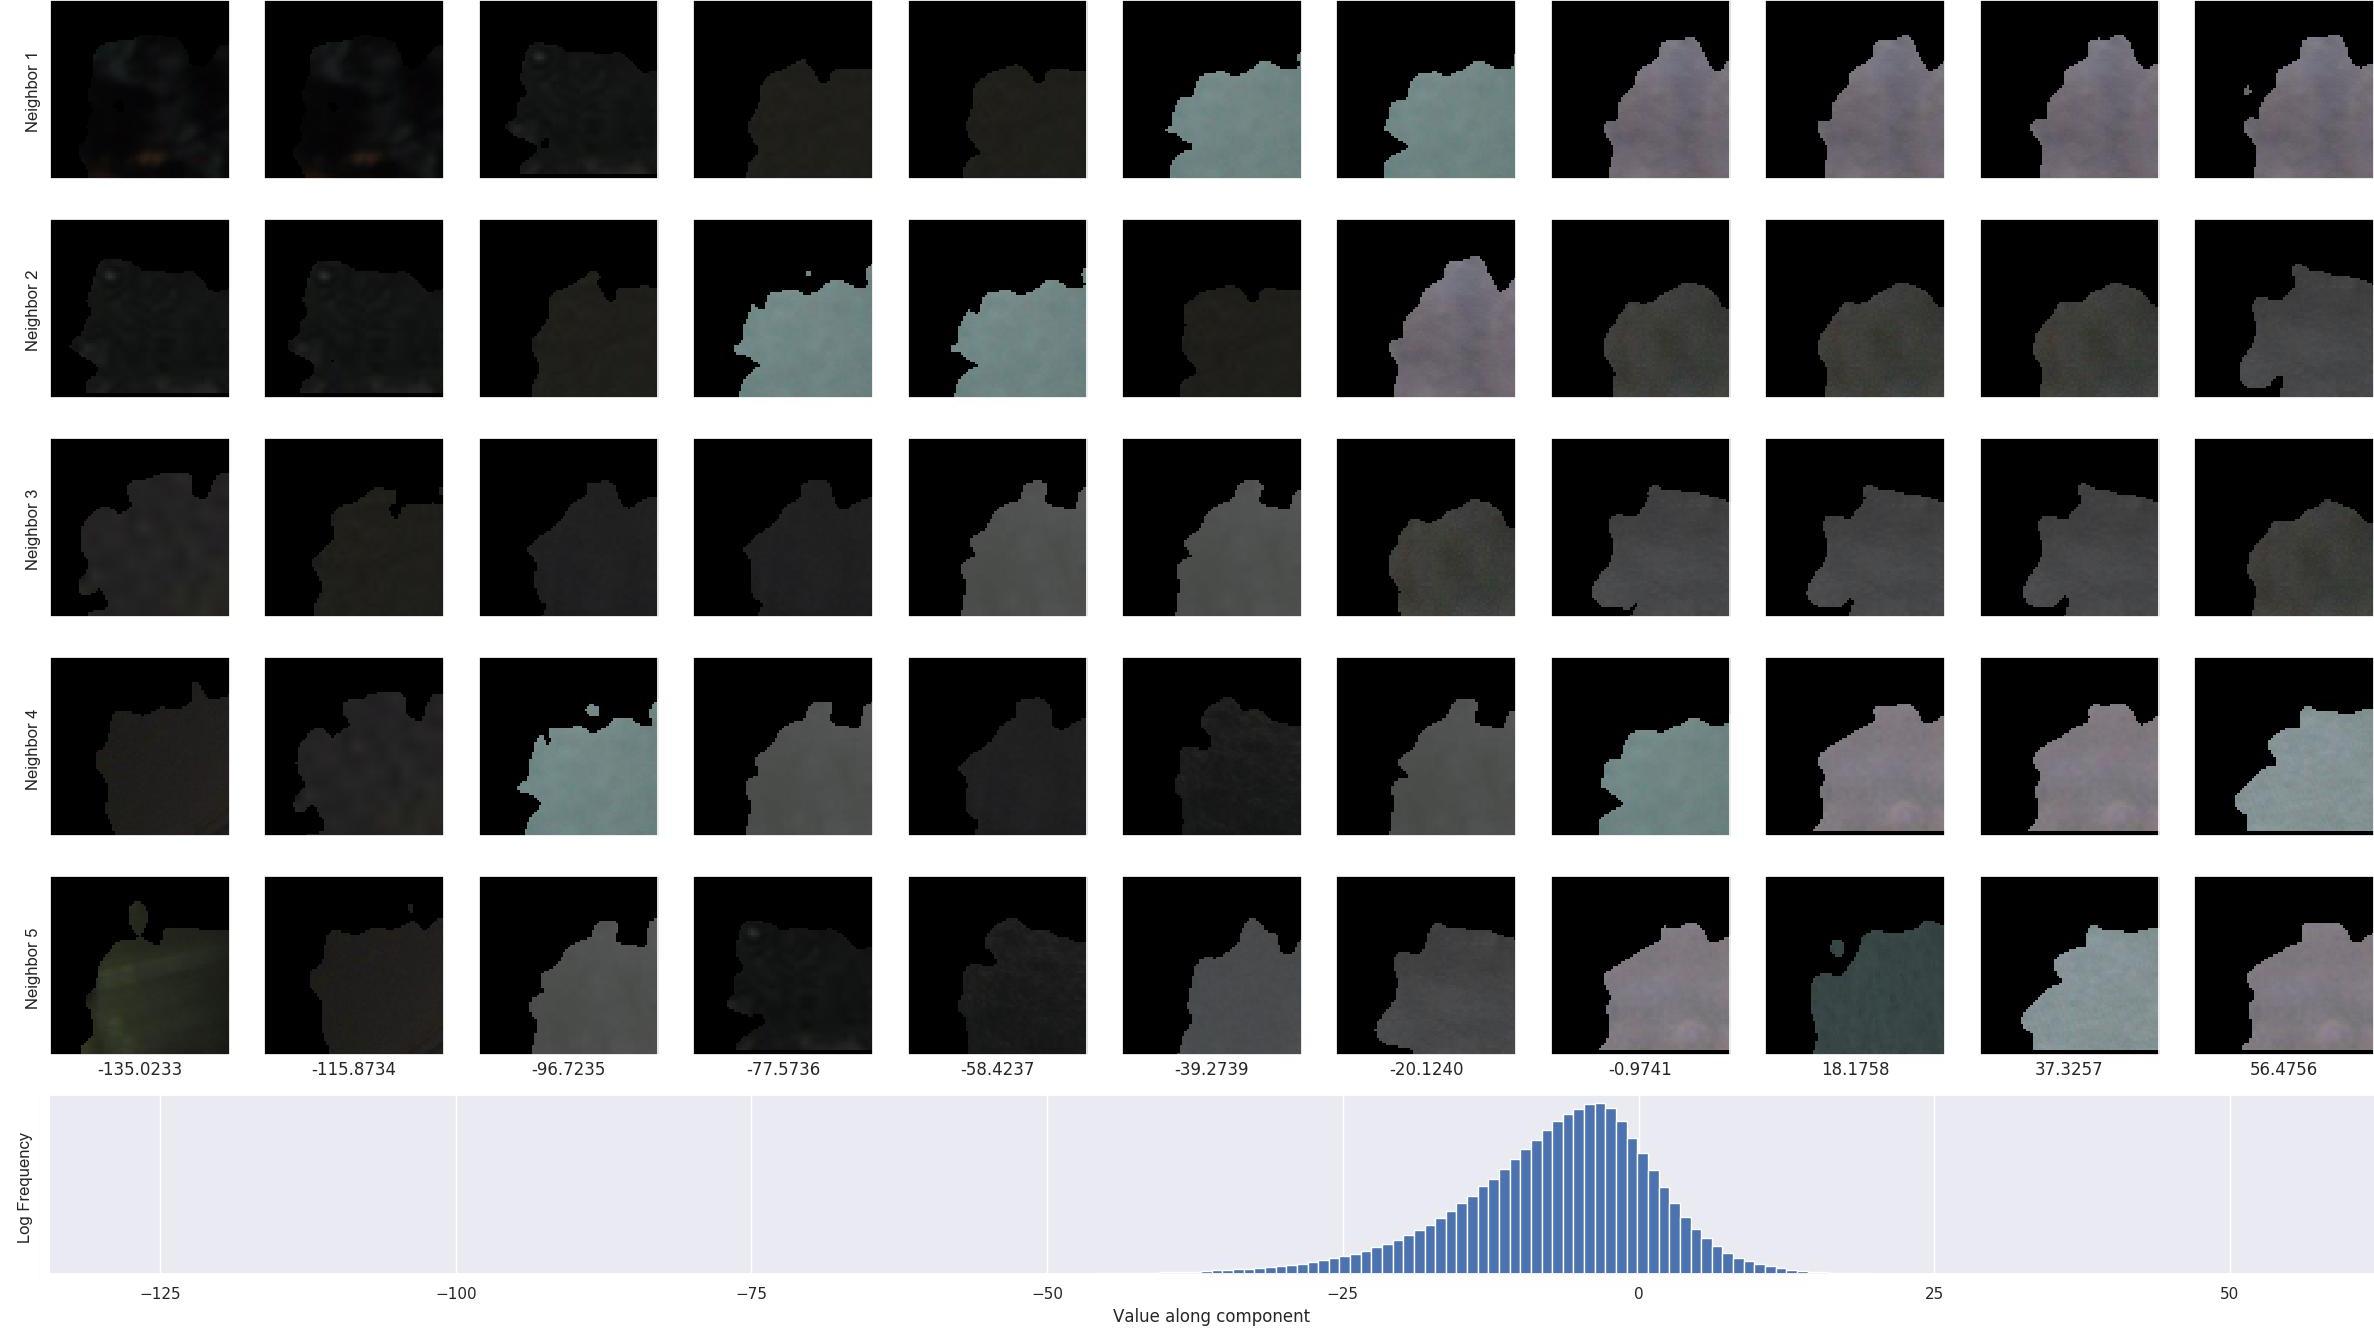 Neighbor 1
Neighbor 2
Neighbor 3
Neighbor 4
Neighbor 5
-135.0233 -115.8734 -96.7235 -77.5736 -58.4237 -39.2739 -20.1240 -0.9741 18.1758 37.3257 56.4756
Log Frequency
−125 −100 −75 −50 −25 0 25 50
Value along component